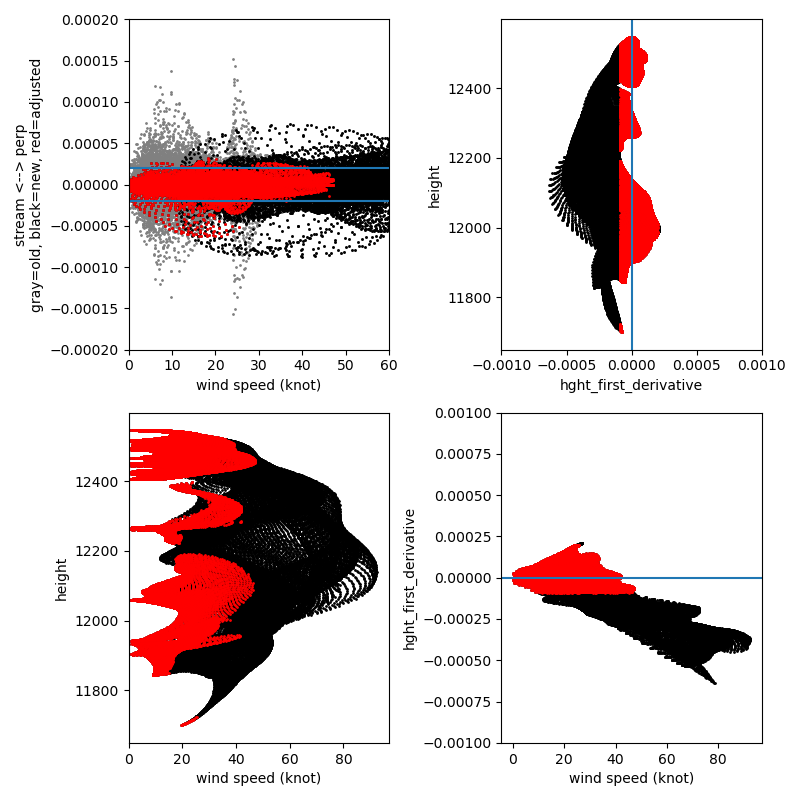 0.00020
0.00015
0.00010
0.00005
0.00000
−0.00005
−0.00010
−0.00015
−0.00020
stream <--> perp
gray=old, black=new, red=adjusted
0 10 20 30 40 50 60
wind speed (knot)
12400
12200
12000
11800
height
−0.0010 −0.0005 0.0000 0.0005 0.0010
hght_first_derivative
12400
12200
12000
11800
height
0 20 40 60 80
wind speed (knot)
0.00100
0.00075
0.00050
0.00025
0.00000
−0.00025
−0.00050
−0.00075
−0.00100
hght_first_derivative
0 20 40 60 80
wind speed (knot)